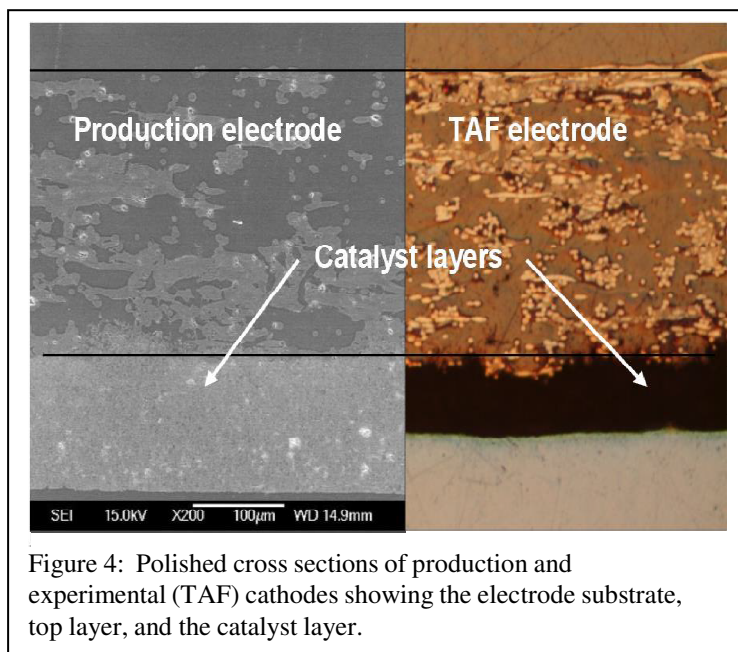 Production electrode
TAF electrode
Catalyst layers
SEI 15.0kV X200 100µm WD 14.9mm
Figure 4: Polished cross sections of production and
experimental (TAF) cathodes showing the electrode substrate,
top layer, and the catalyst layer.